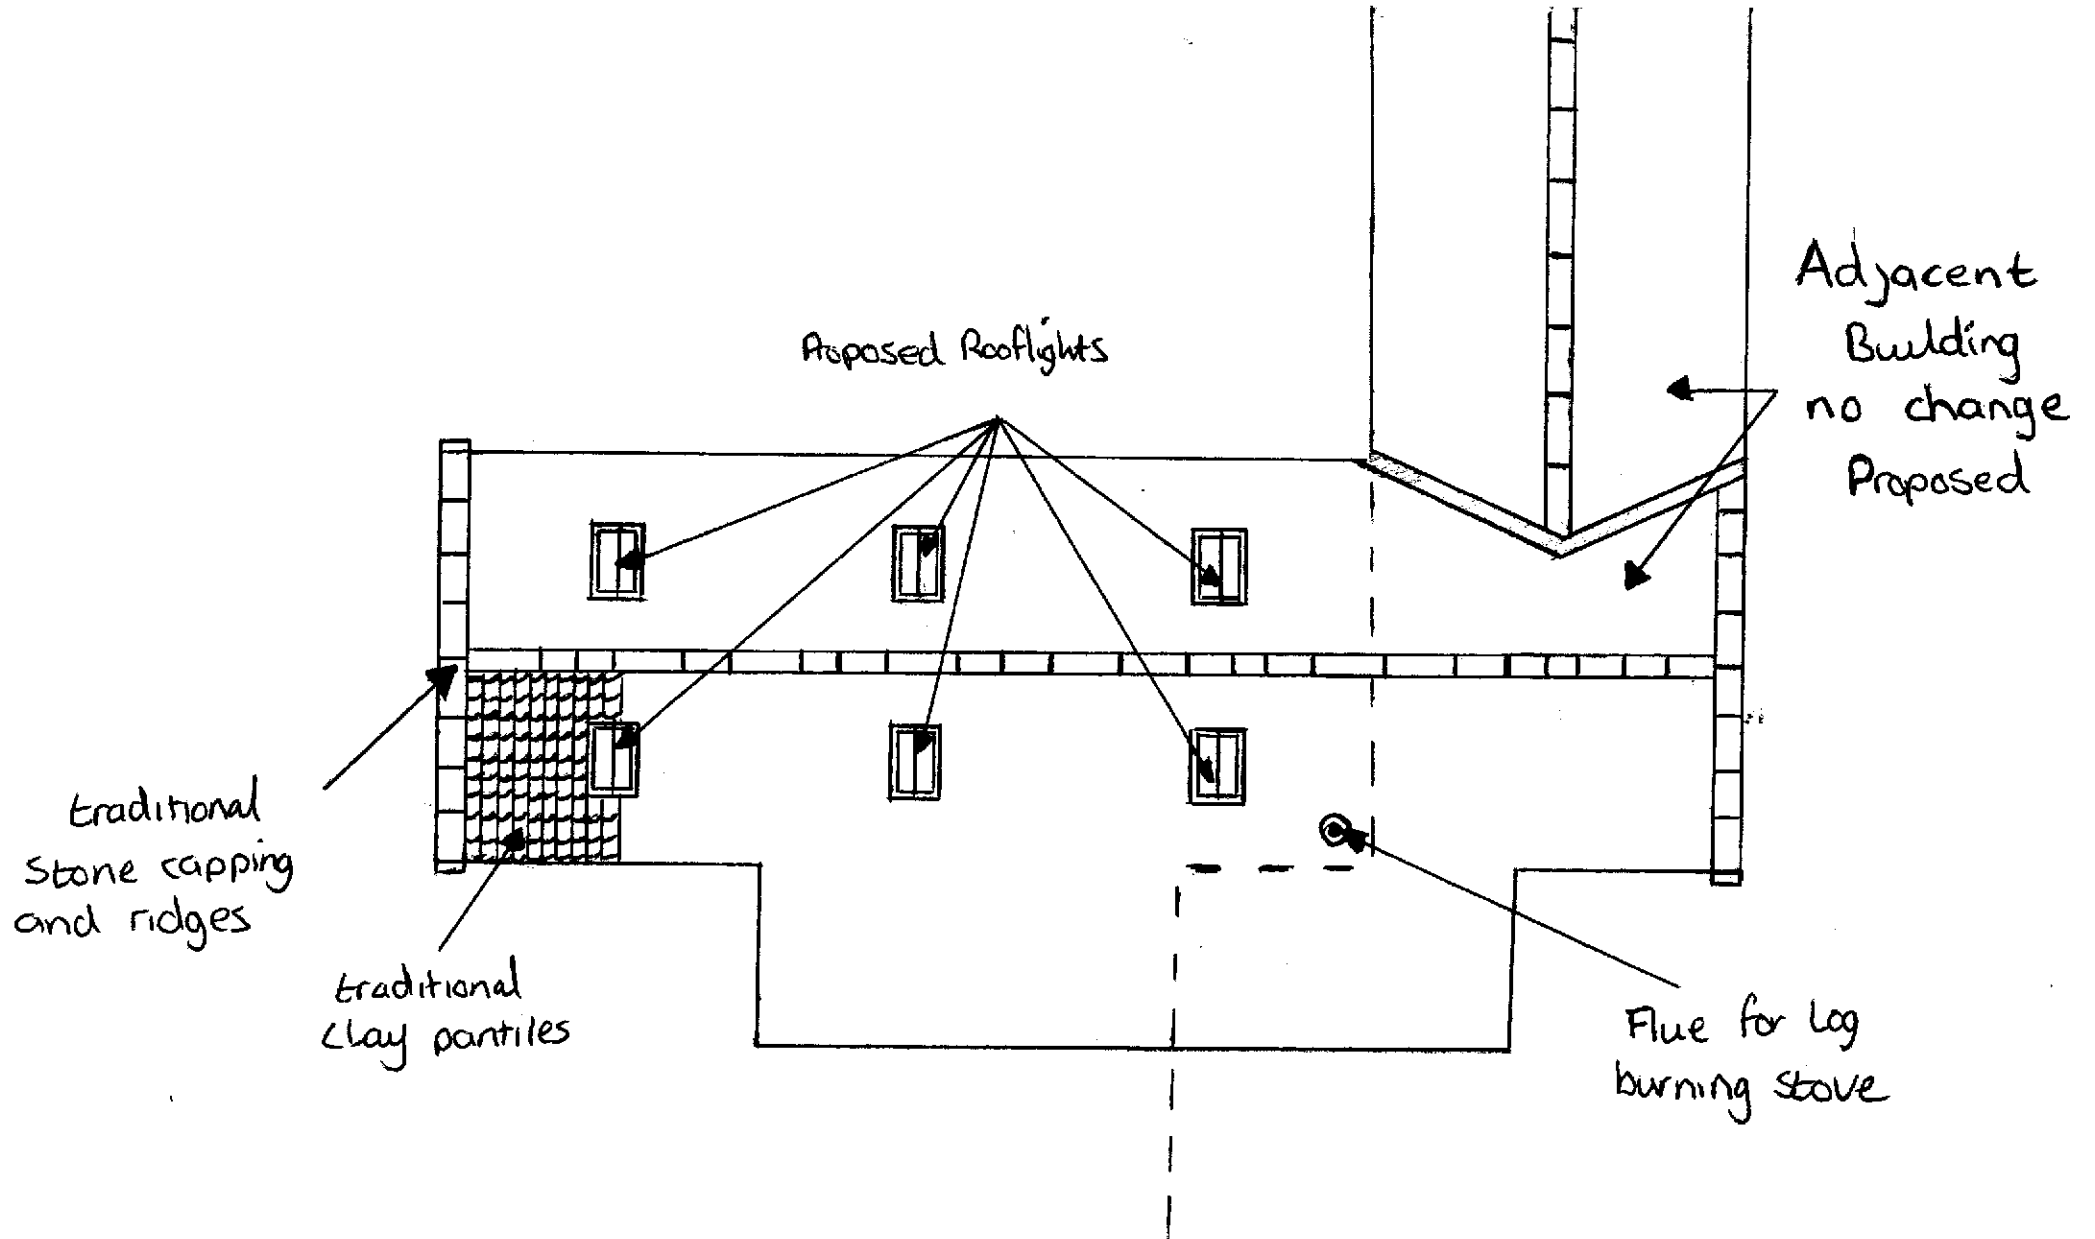 Proposed Rooflights
Adjacent
Building
no change
Proposed
traditional
stone capping
and ridges
traditional
clay pantiles
Flue for log
burning stove